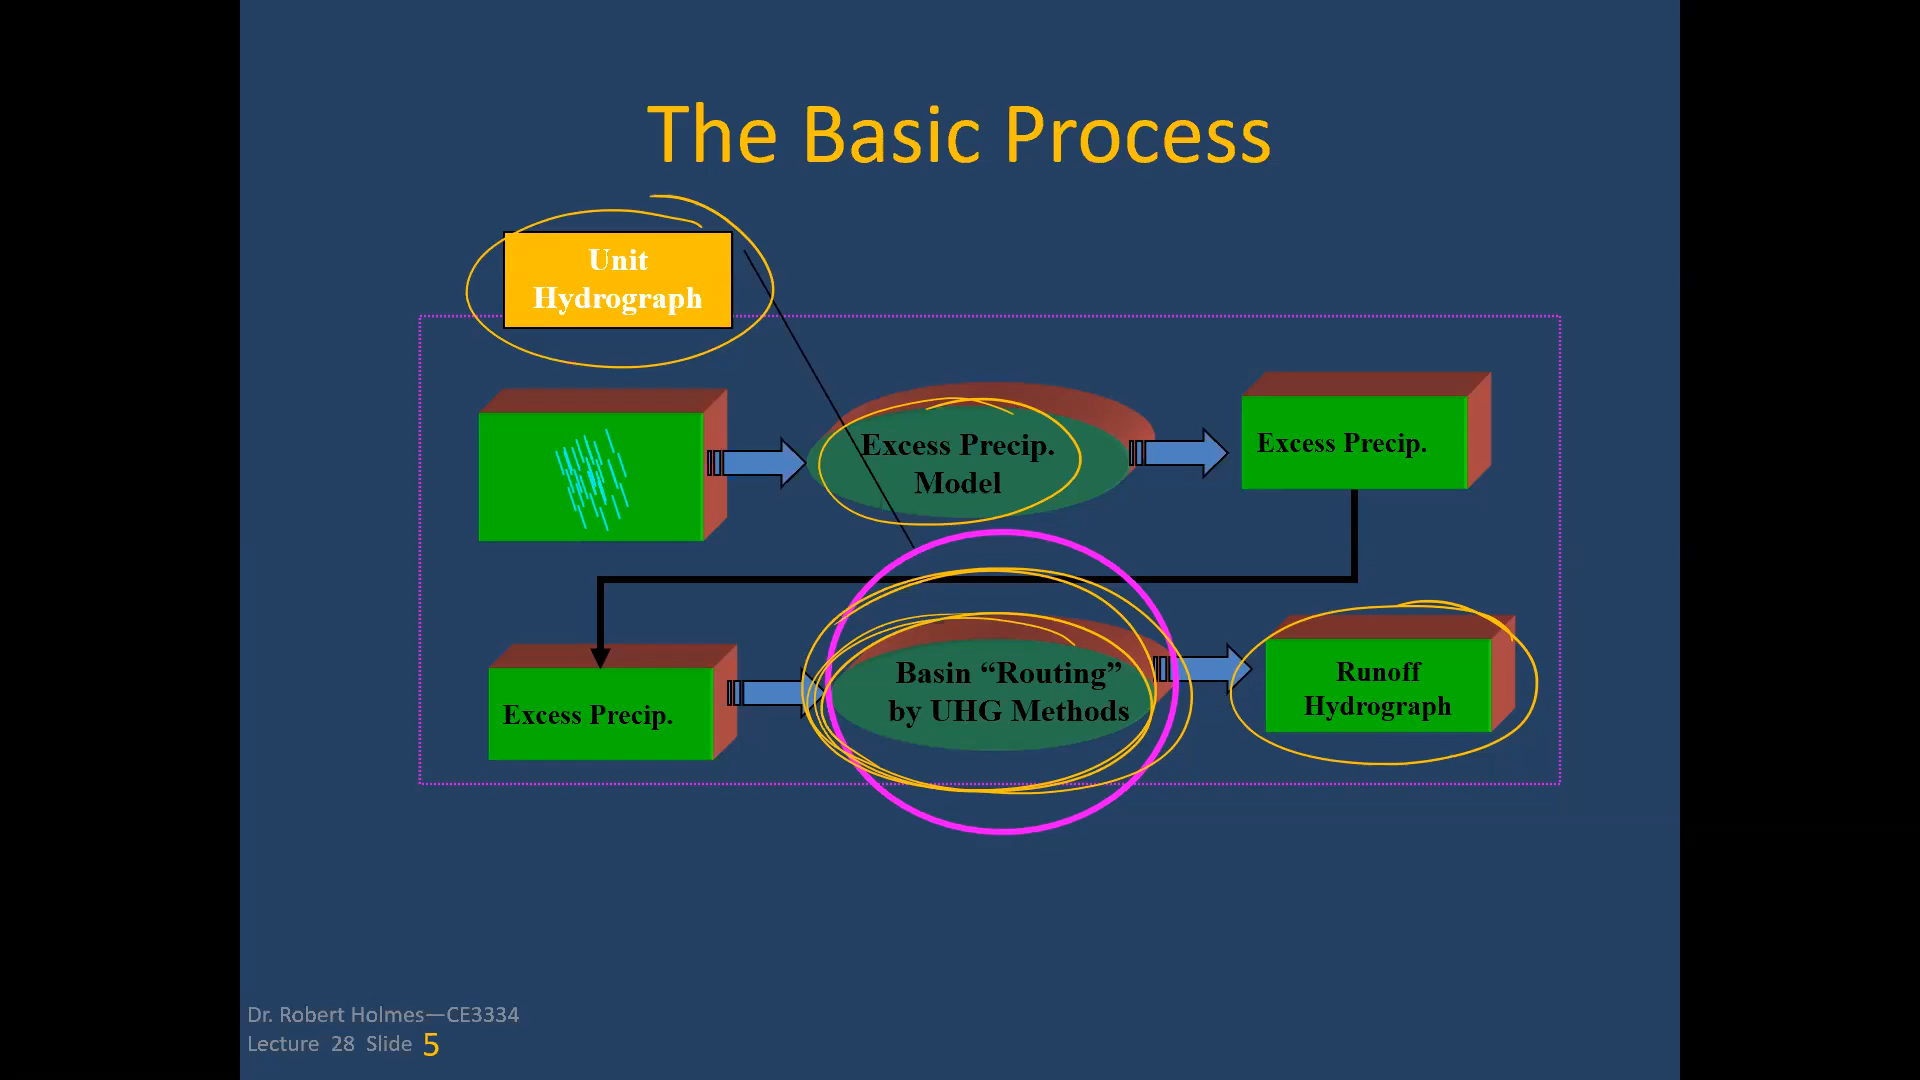 The Basic Process
Unit
Hydrograph
Excess Precip.
Model
Excess Precip.
Excess Precip.
Basin “Routing”
by UHG Methods
Runoff
Hydrograph
Dr. Robert Holmes—CE3334
Lecture 28 Slide 5